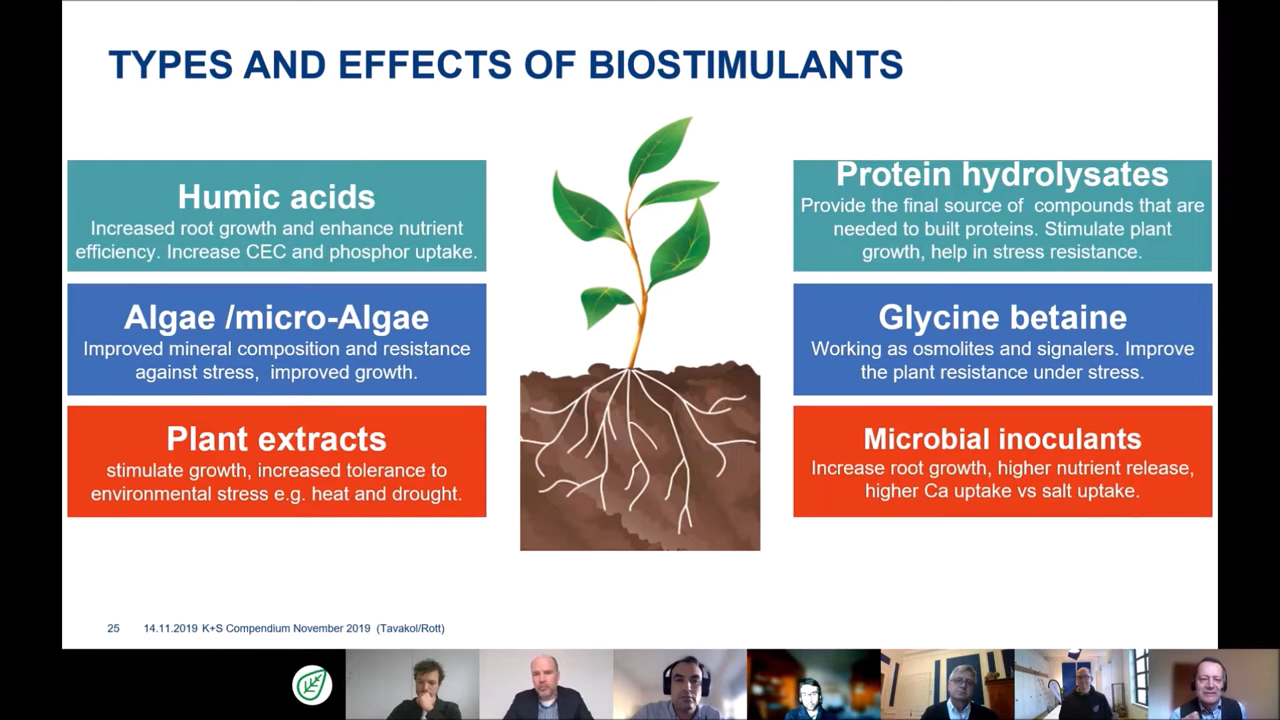 TYPES AND EFFECTS OF BIOSTIMULANTS
Humic acids
Increased root growth and enhance nutrient
efficiency. Increase CEC and phosphor uptake.
Algae /micro-Algae
Improved mineral composition and resistance
against stress, improved growth.
Plant extracts
stimulate growth, increased tolerance to
environmental stress e.g. heat and drought.
Protein hydrolysates
Provide the final source of compounds that are
needed to built proteins. Stimulate plant
growth, help in stress resistance.
Glycine betaine
Working as osmolites and signalers. Improve
the plant resistance under stress.
Microbial inoculants
Increase root growth, higher nutrient release,
higher Ca uptake vs salt uptake.
25 14.11.2019 K+S Compendium November 2019 (Tavakol/Rott)